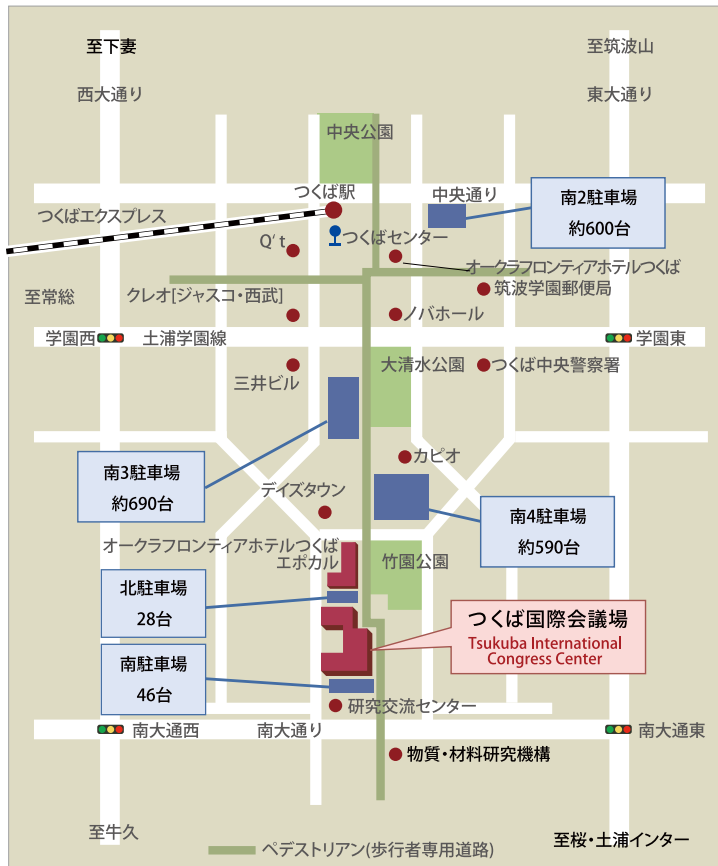 至下妻
至筑波山
西大通り
東大通り
中央公園
つくば駅
中央通り
南2駐車場
約600台
つくばエクスプレス
つくばセンター
Q't
オークラフロンティアホテルつくば
至常総
クレオ[ジャスコ・西武]
筑波学園郵便局
ノバホール
学園西
土浦学園線
学園東
三井ビル
大清水公園
つくば中央警察署
カピオ
南3駐車場
約690台
デイズタウン
南4駐車場
約590台
オークラフロンティアホテルつくば
エポカル
竹園公園
北駐車場
28台
つくば国際会議場
Tsukuba International
Congress Center
南駐車場
46台
研究交流センター
南大通西
南大通り
南大通東
物質・材料研究機構
至牛久
至桜・土浦インター
ペデストリアン(歩行者専用道路)